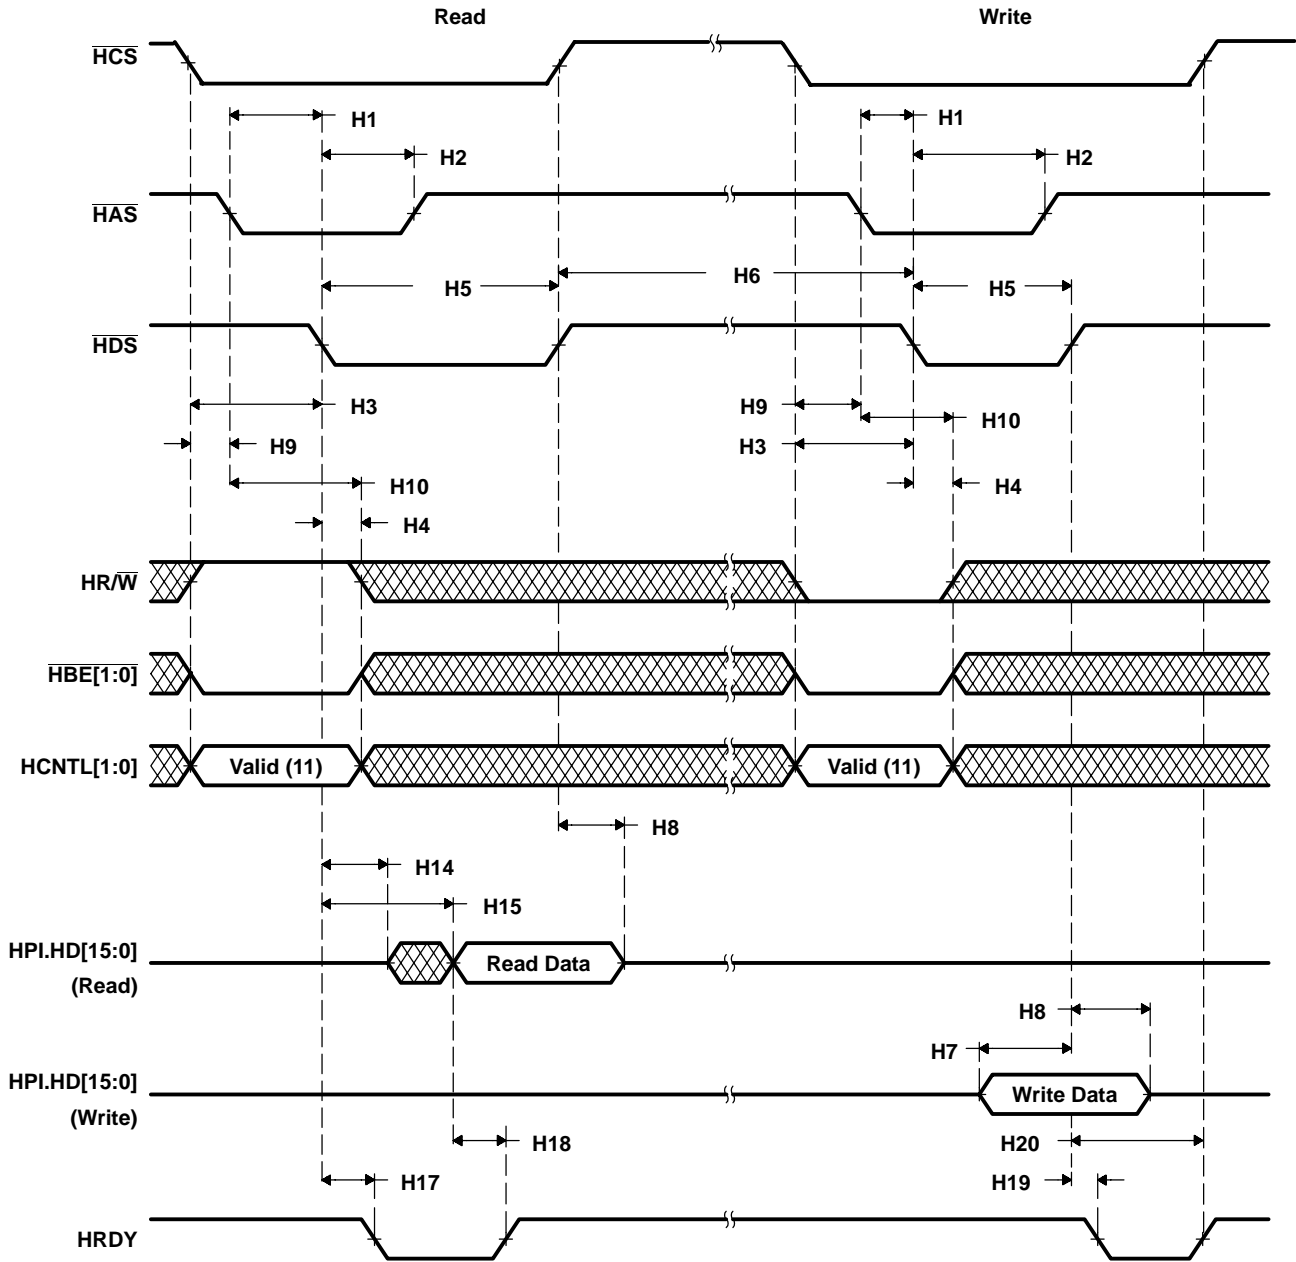 Read Write
HCS
H1 H1
H2 H2
HAS
H6
H5 H5
HDS
H3 H9
H10
H9 H3
H10 H4
H4
HR/W
HBE[1:0]
HCNTL[1:0] Valid (11) Valid (11)
H8
H14
H15
HPI.HD[15:0]
Read Data
(Read)
H8
H7
HPI.HD[15:0]
Write Data
(Write)
H18 H20
H17 H19
HRDY